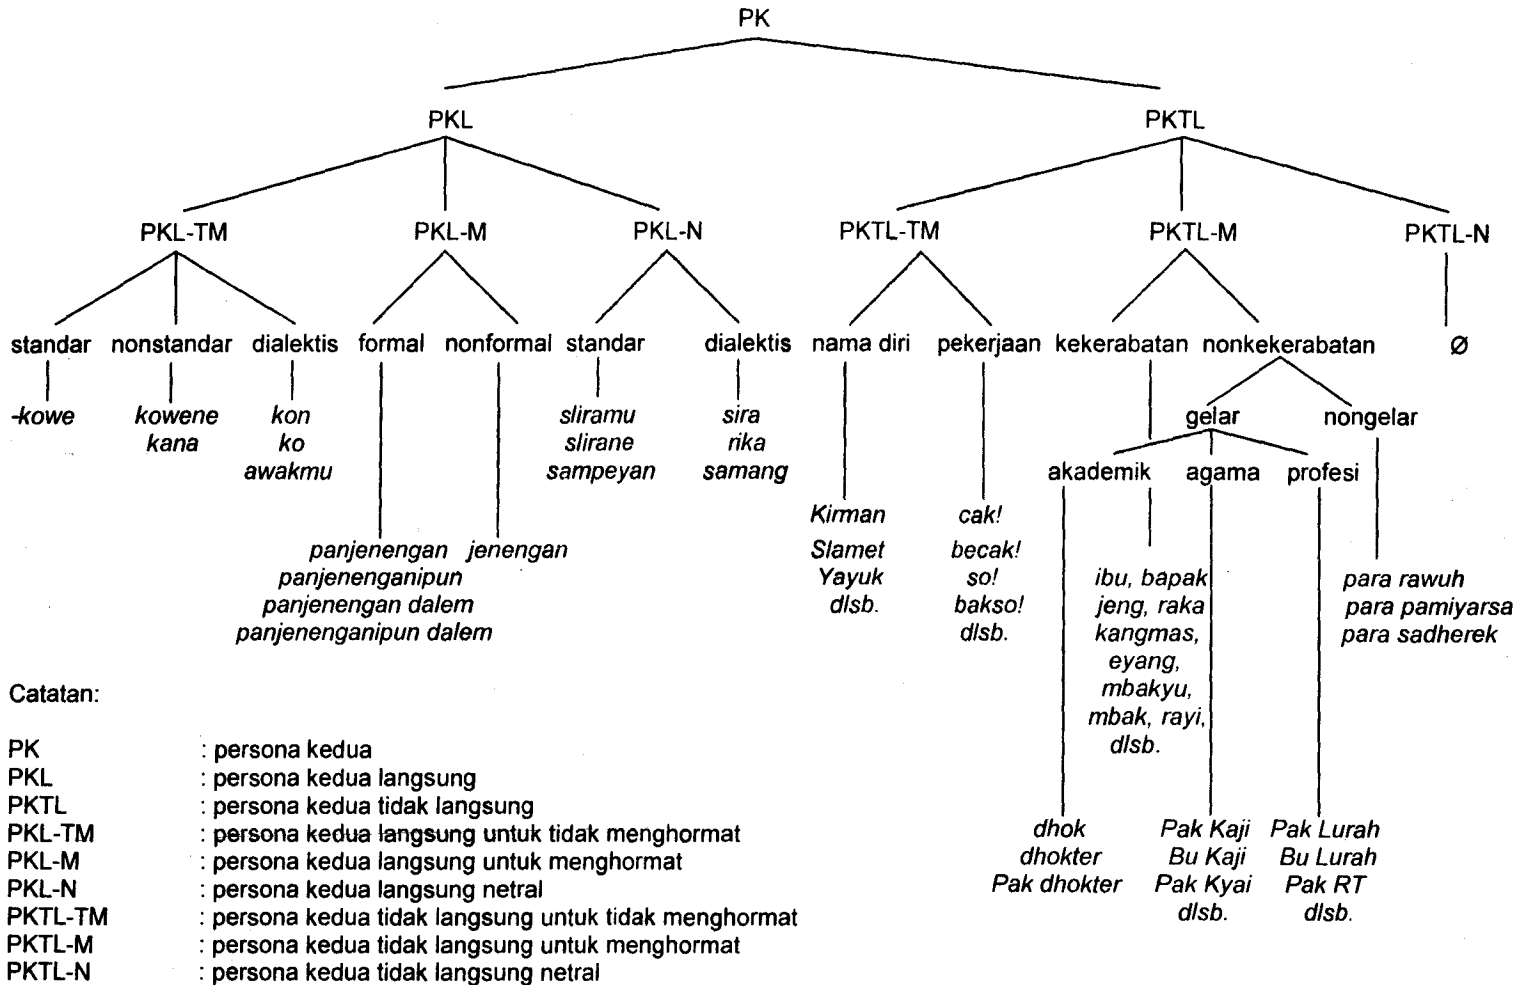 PK
PKL PKTL
PKL-TM PKL-M PKL-N PKTL-TM PKTL-M PKTL-N
standar nonstandar dialektis formal nonformal standar dialektis nama diri pekerjaan kekerabatan nonkekerabatan Ø
-kowe kowene kon sliramu sira gelar nongelar
kana ko slirane rika
awakmu sampeyan samang akademik agama profesi
Kirman cak!
panjenengan jenengan Slamet becak!
panjenenganipun Yayuk so! ibu, bapak para rawuh
panjenengan dalem dlsb. bakso! jeng, raka para pamiyarsa
panjenenganipun dalem dlsb. kangmas, para sadherek
eyang,
mbakyu,
mbak, rayi,
dlsb.
dhok Pak Kaji Pak Lurah
dhokter Bu Kaji Bu Lurah
Pak dhokter Pak Kyai Pak RT
dlsb. dlsb.
Catatan:
PK : persona kedua
PKL : persona kedua langsung
PKTL : persona kedua tidak langsung
PKL-TM : persona kedua langsung untuk tidak menghormat
PKL-M : persona kedua langsung untuk menghormat
PKL-N : persona kedua langsung netral
PKTL-TM : persona kedua tidak langsung untuk tidak menghormat
PKTL-M : persona kedua tidak langsung untuk menghormat
PKTL-N : persona kedua tidak langsung netral